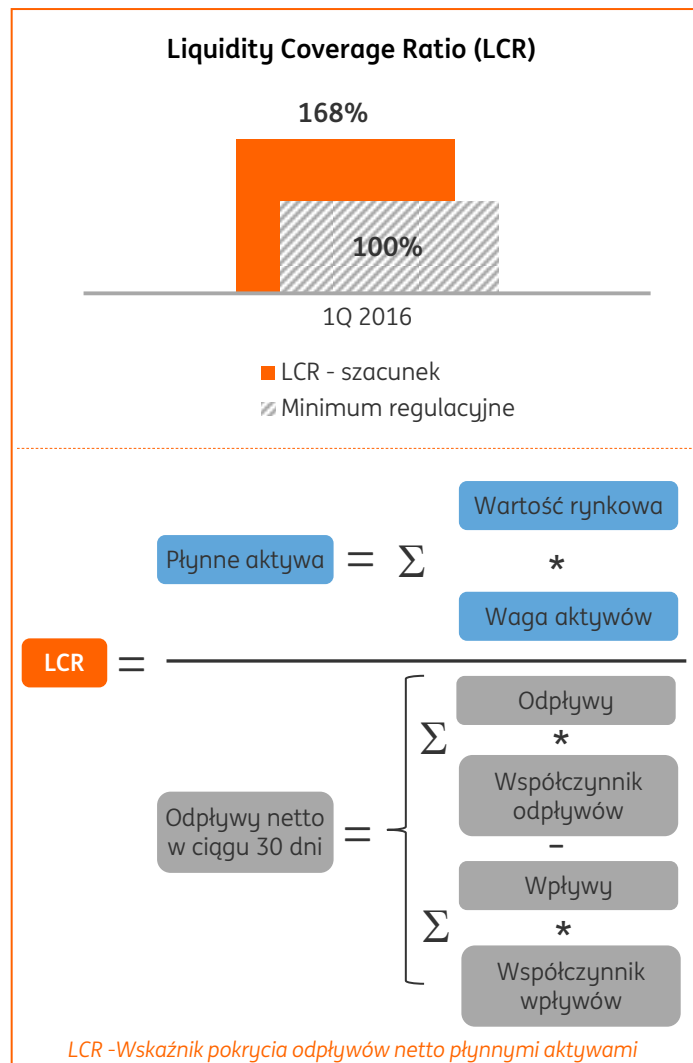 Liquidity Coverage Ratio (LCR)
168%
100%
1Q 2016
LCR - szacunek
Minimum regulacyjne
Wartość rynkowa
Płynne aktywa = Σ *
Waga aktywów
LCR =
Odpływy
Σ *
Współczynnik
odpływów
Odpływy netto
w ciągu 30 dni =
–
Wpływy
Σ *
Współczynnik
wpływów
LCR -Wskaźnik pokrycia odpływów netto płynnymi aktywami